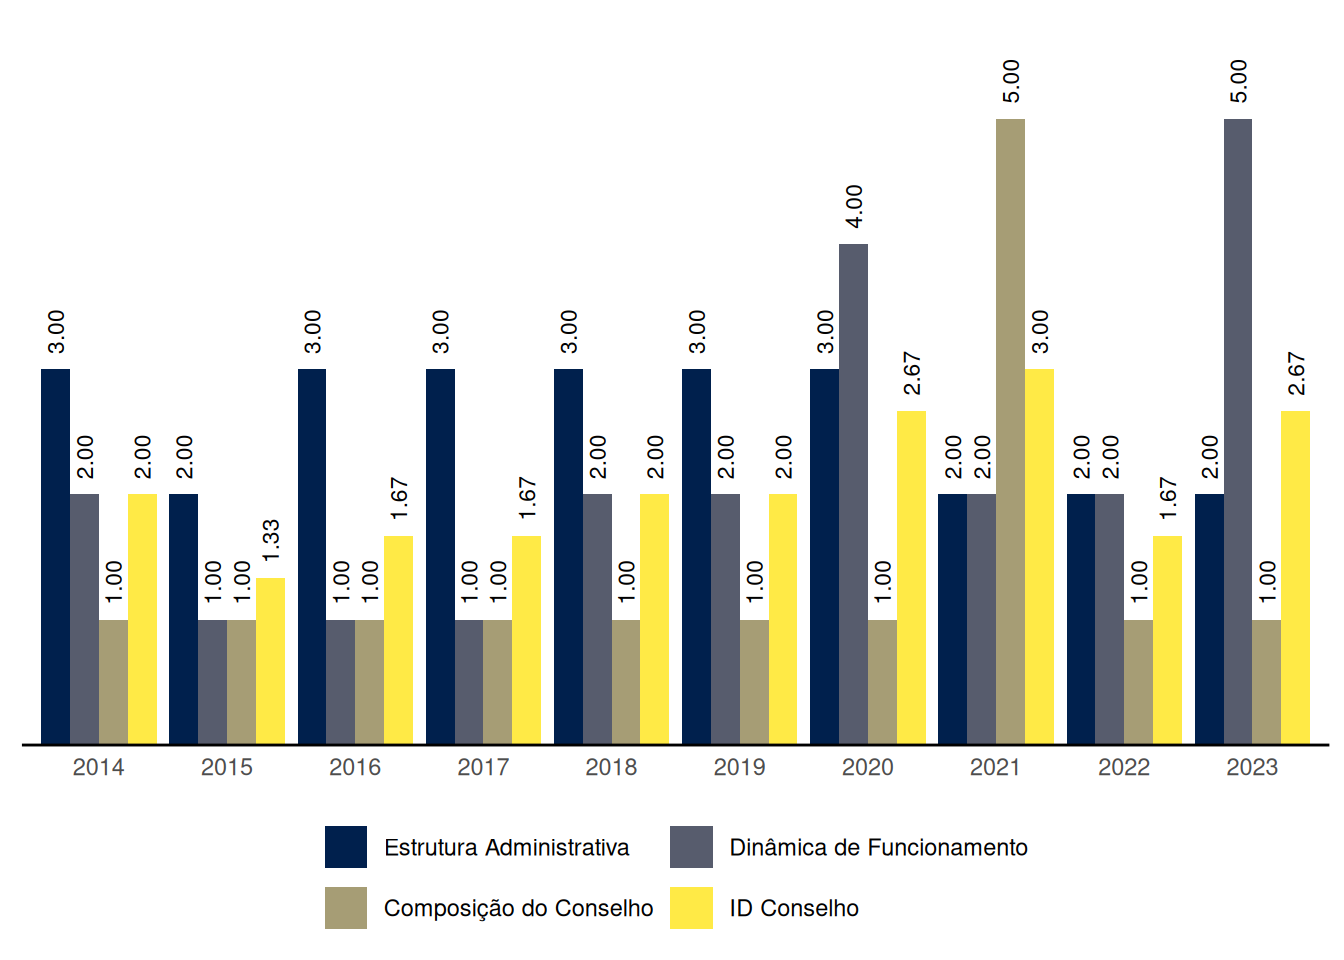 3.00 2.00 1.00 2.00 2.00 1.00 1.00 1.33 3.00 1.00 1.00 1.67 3.00 1.00 1.00 1.67 3.00 2.00 1.00 2.00 3.00 2.00 1.00 2.00 3.00 4.00 1.00 2.67 2.00 2.00 5.00 3.00 2.00 2.00 1.00 1.67 2.00 5.00 1.00 2.67
2014 2015 2016 2017 2018 2019 2020 2021 2022 2023
Estrutura Administrativa Dinâmica de Funcionamento
Composição do Conselho ID Conselho